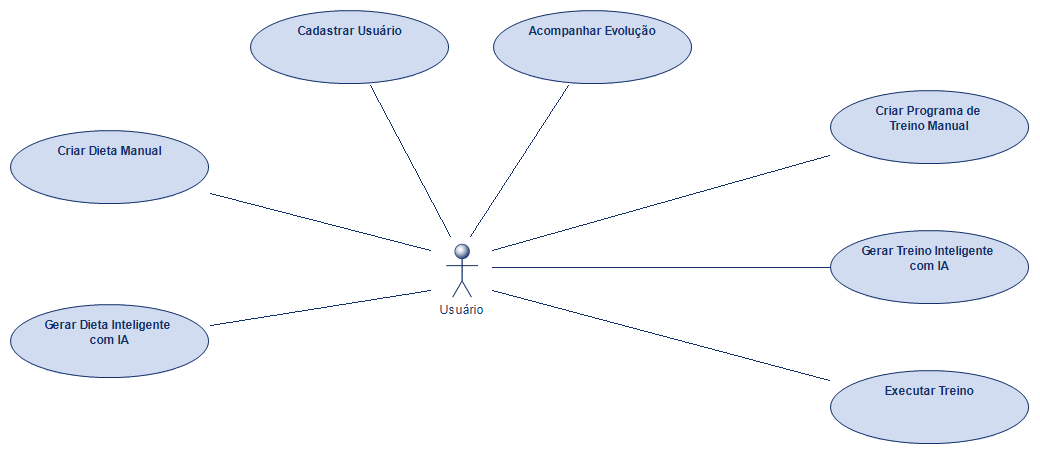 Cadastrar Usuário
Acompanhar Evolução
Criar Programa de
Treino Manual
Criar Dieta Manual
Gerar Treino Inteligente
com IA
Usuário
Gerar Dieta Inteligente
com IA
Executar Treino